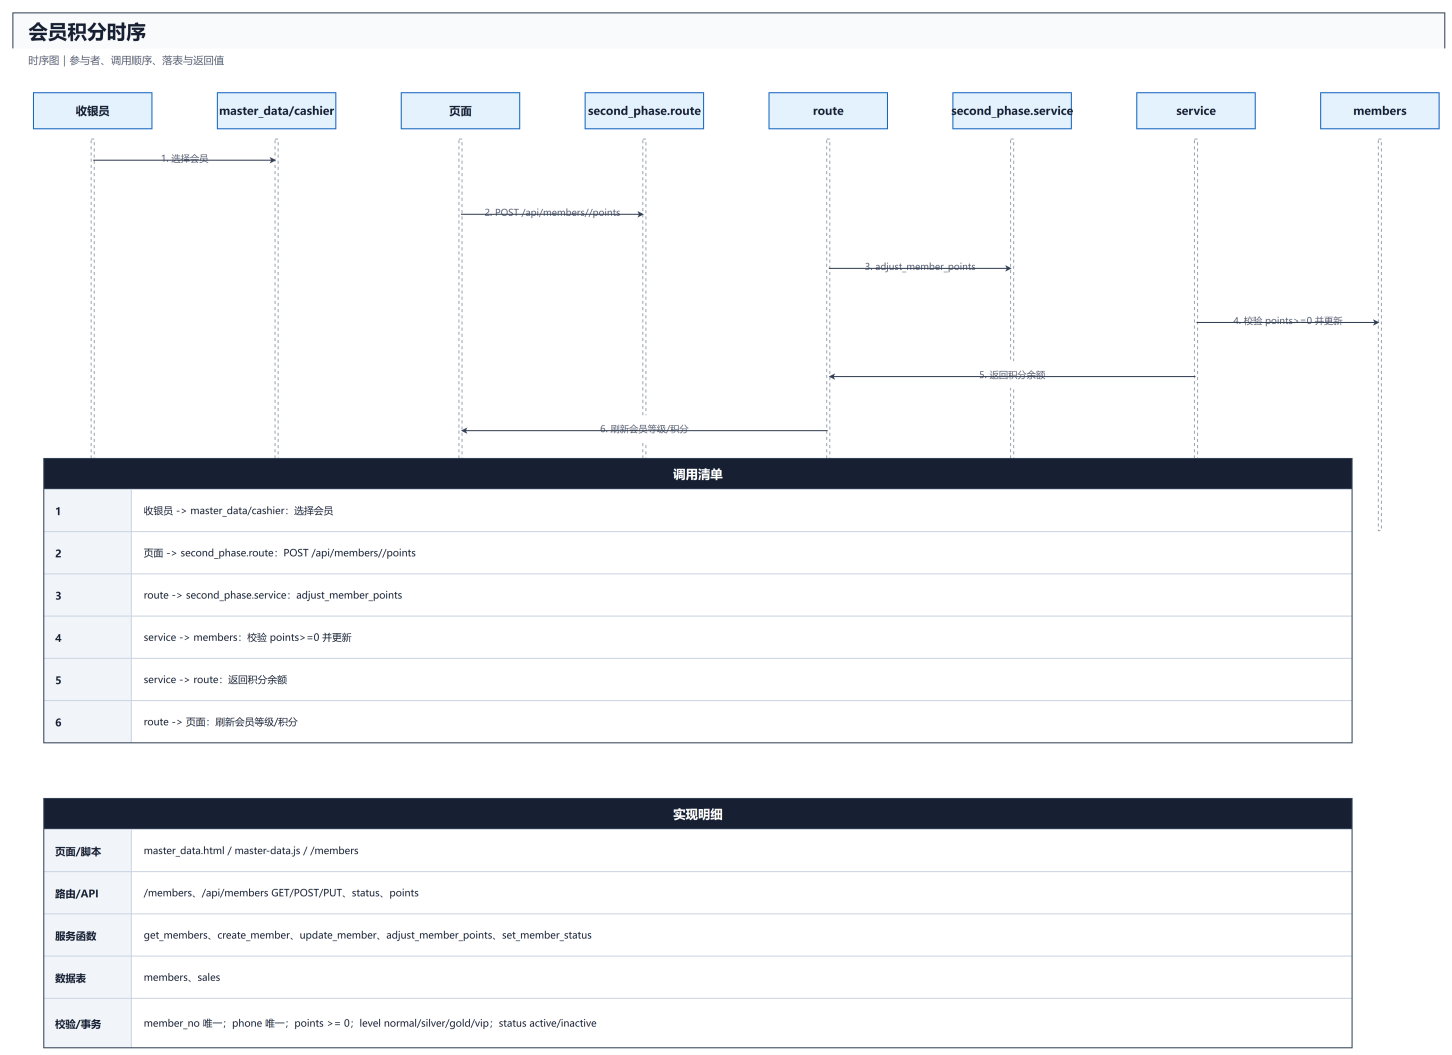 会员积分时序
时序图 | 参与者、调用顺序、落表与返回值
收银员
master_data/cashier
页面
second_phase.route
route
second_phase.service
service
members
1. 选择会员
2. POST /api/members//points
3. adjust_member_points
4. 校验 points>=0 并更新
5. 返回积分余额
6. 刷新会员等级/积分
调用清单
1 收银员 -> master_data/cashier：选择会员
2 页面 -> second_phase.route：POST /api/members//points
3 route -> second_phase.service：adjust_member_points
4 service -> members：校验 points>=0 并更新
5 service -> route：返回积分余额
6 route -> 页面：刷新会员等级/积分
实现明细
页面/脚本 master_data.html / master-data.js / /members
路由/API /members、/api/members GET/POST/PUT、status、points
服务函数 get_members、create_member、update_member、adjust_member_points、set_member_status
数据表 members、sales
校验/事务 member_no 唯一；phone 唯一；points >= 0；level normal/silver/gold/vip；status active/inactive